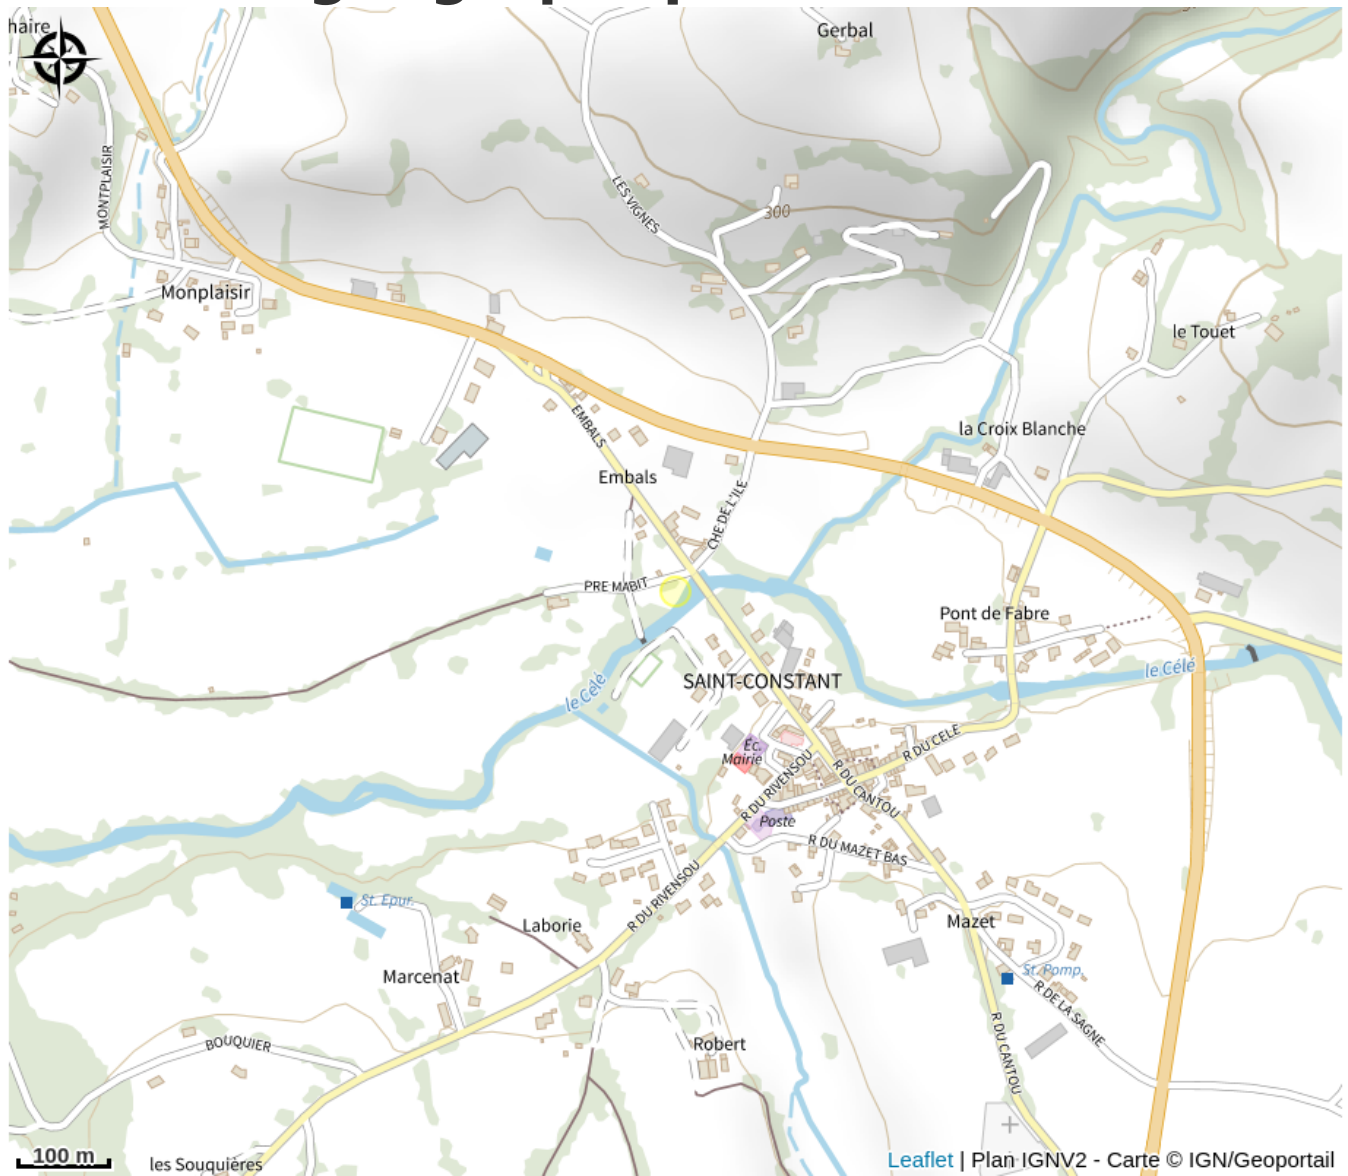 haire
Gerbal
MONTPLAISIR
LES VIGNES
300
Monplaisir
le Touet
EMBALS
la Croix Blanche
Embals
CHE DE L'ILE
PRE MABIT
Pont de Fabre
le Célé
le Célé
SAINT-CONSTANT
Ec.
Mairie
R DU CELE
R DU RIVENSOU
R DU CANTOU
Poste
R DU MAZET BAS
R DU RIVENSOU
St. Epur.
Laborie
Mazet
Marcenat
St. Pomp.
R DE LA SAGNE
BOUQUIER
Robert
R DU CANTOU
100 m
les Souquières
Leaflet | Plan IGNV2 - Carte © IGN/Geoportail